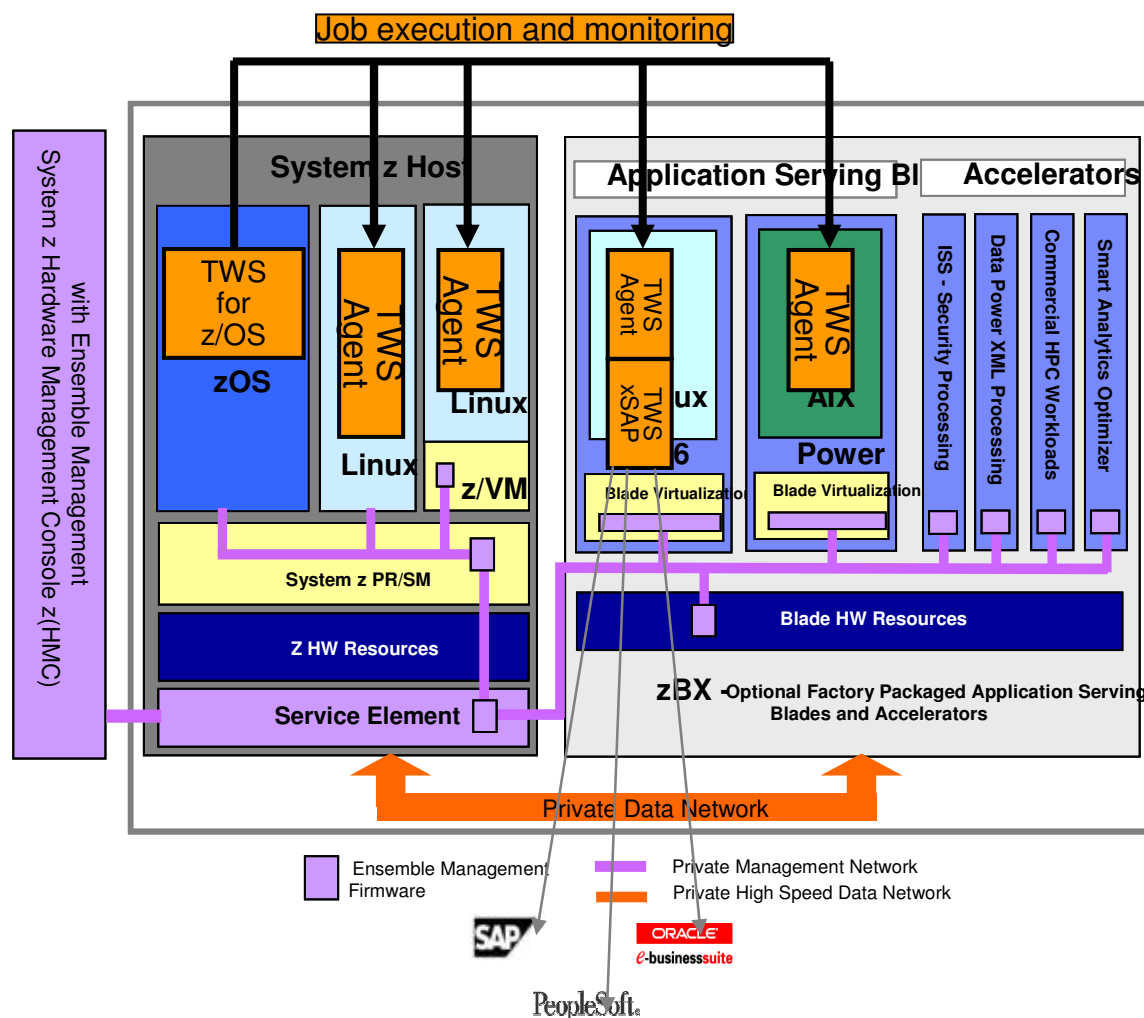 Job execution and monitoring
System z Hardware Management Console z(HMC)
with Ensemble Management
System z Host
TWS
for
z/OS
zOS
TWS
Agent
Linux
TWS
Agent
Linux
z/VM
System z PR/SM
Z HW Resources
Service Element
Application Serving Bl
Accelerators
TWS
Agent
TWS
xSAP
ux
6
Blade Virtualization
TWS
Agent
AIX
Power
Blade Virtualization
ISS - Security Processing
Data Power XML Processing
Commercial HPC Workloads
Smart Analytics Optimizer
Blade HW Resources
zBX -Optional Factory Packaged Application Serving
Blades and Accelerators
Private Data Network
Ensemble Management
Firmware
Private Management Network
Private High Speed Data Network
SAP
ORACLE
e-businesssuite
PeopleSoft.